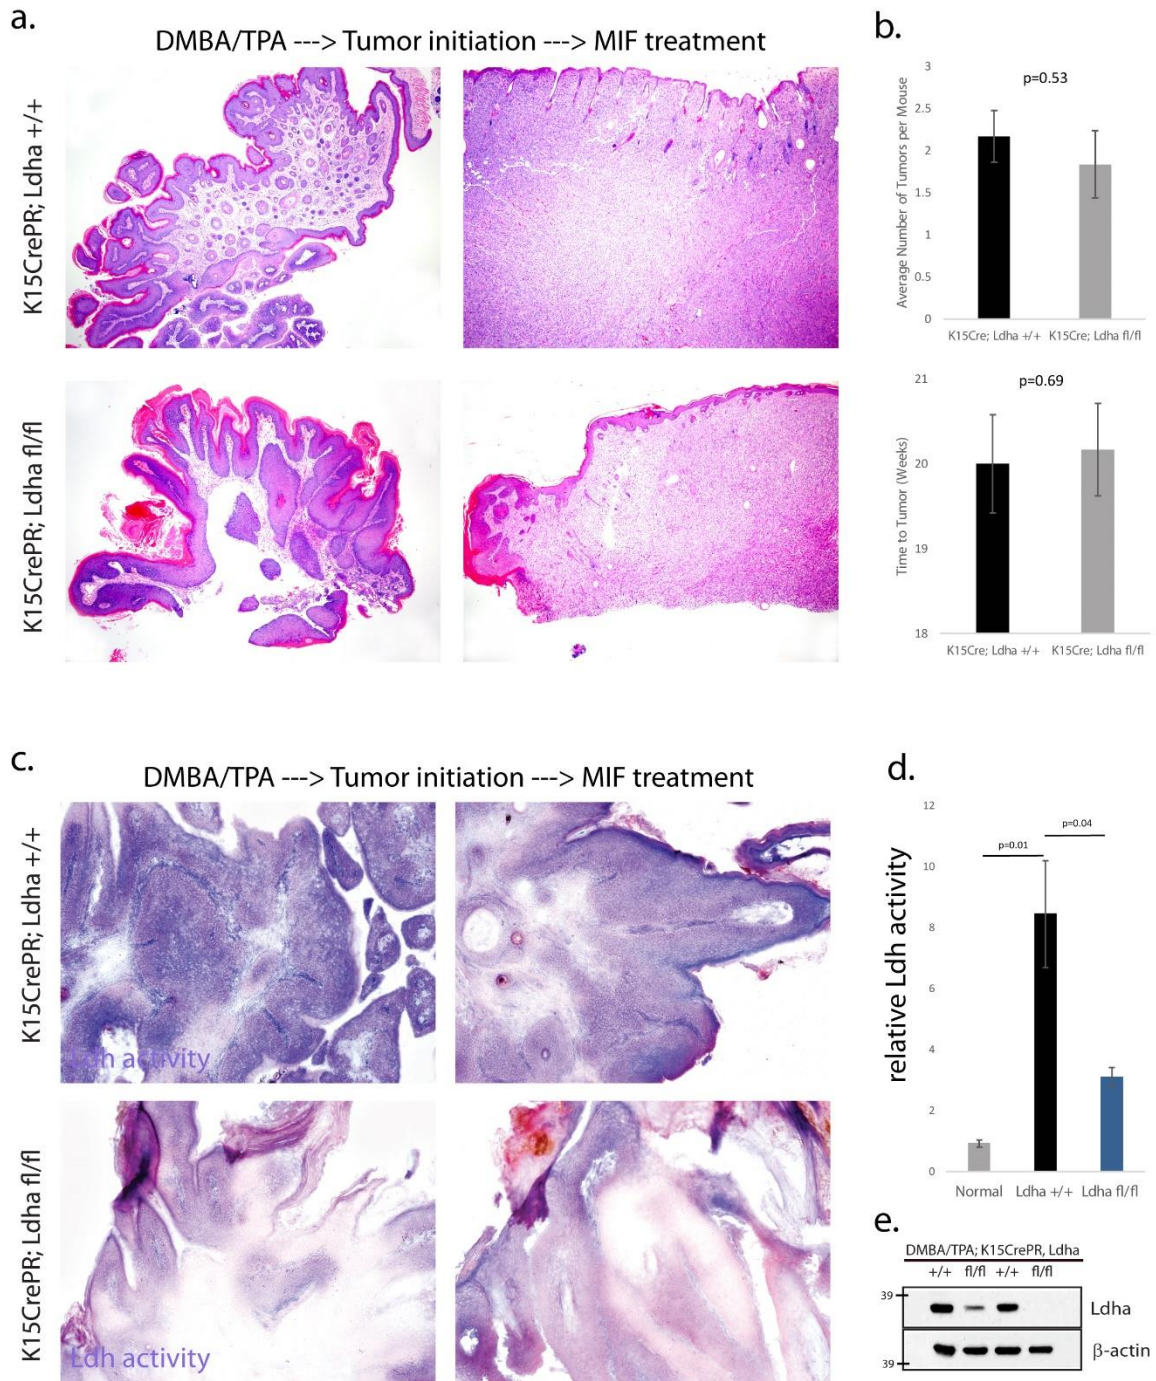 a.
DMBA/TPA ---> Tumor initiation ---> MIF treatment
K15CrePR; Ldha +/+
K15CrePR; Ldha fl/fl
b.
3
2.5
2
1.5
1
0.5
0
Average Number of Tumors per Mouse
p=0.53
K15Cre; Ldha +/+ K15Cre; Ldha fl/fl
21
20
19
18
Time to Tumor (Weeks)
p=0.69
K15Cre; Ldha +/+ K15Cre; Ldha fl/fl
c.
DMBA/TPA ---> Tumor initiation ---> MIF treatment
K15CrePR; Ldha +/+
Ldh activity
K15CrePR; Ldha fl/fl
Ldh activity
d.
12
10
8
6
4
2
0
relative Ldh activity
p=0.01
p=0.04
Normal Ldha +/+ Ldha fl/fl
e.
DMBA/TPA; K15CrePR, Ldha
+/+ fl/fl +/+ fl/fl
39
Ldha
β-actin
39